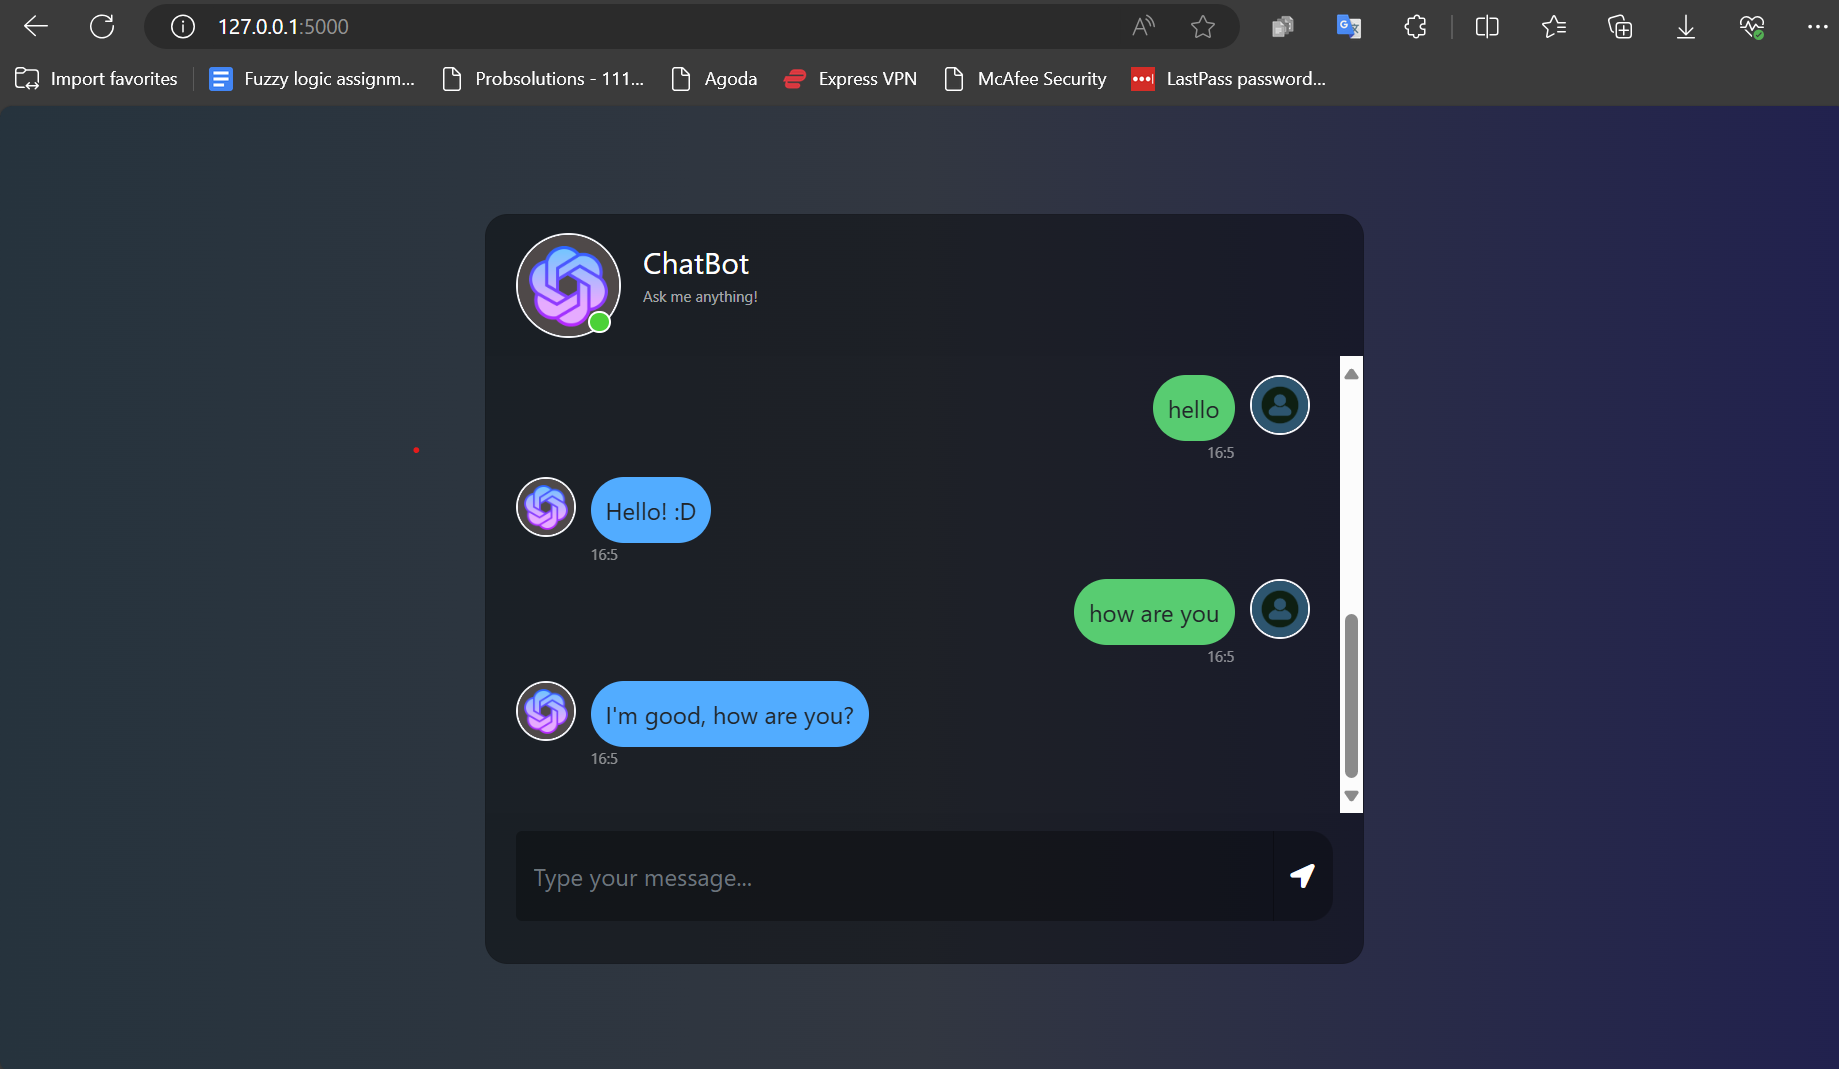 127.0.0.1:5000
Import favorites
Fuzzy logic assignm...
Probsolutions - 111...
Agoda
Express VPN
McAfee Security
LastPass password...
ChatBot
Ask me anything!
hello
16:5
Hello! :D
16:5
how are you
16:5
I'm good, how are you?
16:5
Type your message...